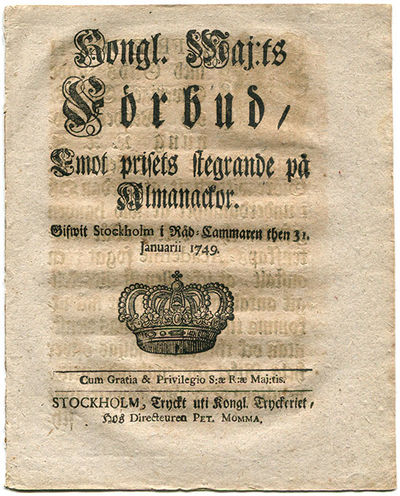 Kongl. Maj:ts
Förbud,
Emot prisets stegrande på
Almanackor.
Gifwit Stockholm i Råd-Cammaren then 31.
Januarii 1749.
Cum Gratia & Privilegio S:æ R:æ Maj:tis.
STOCKHOLM, Tryckt uti Kongl. Tryckeriet,
Hos Directeuren PET. MOMMA.